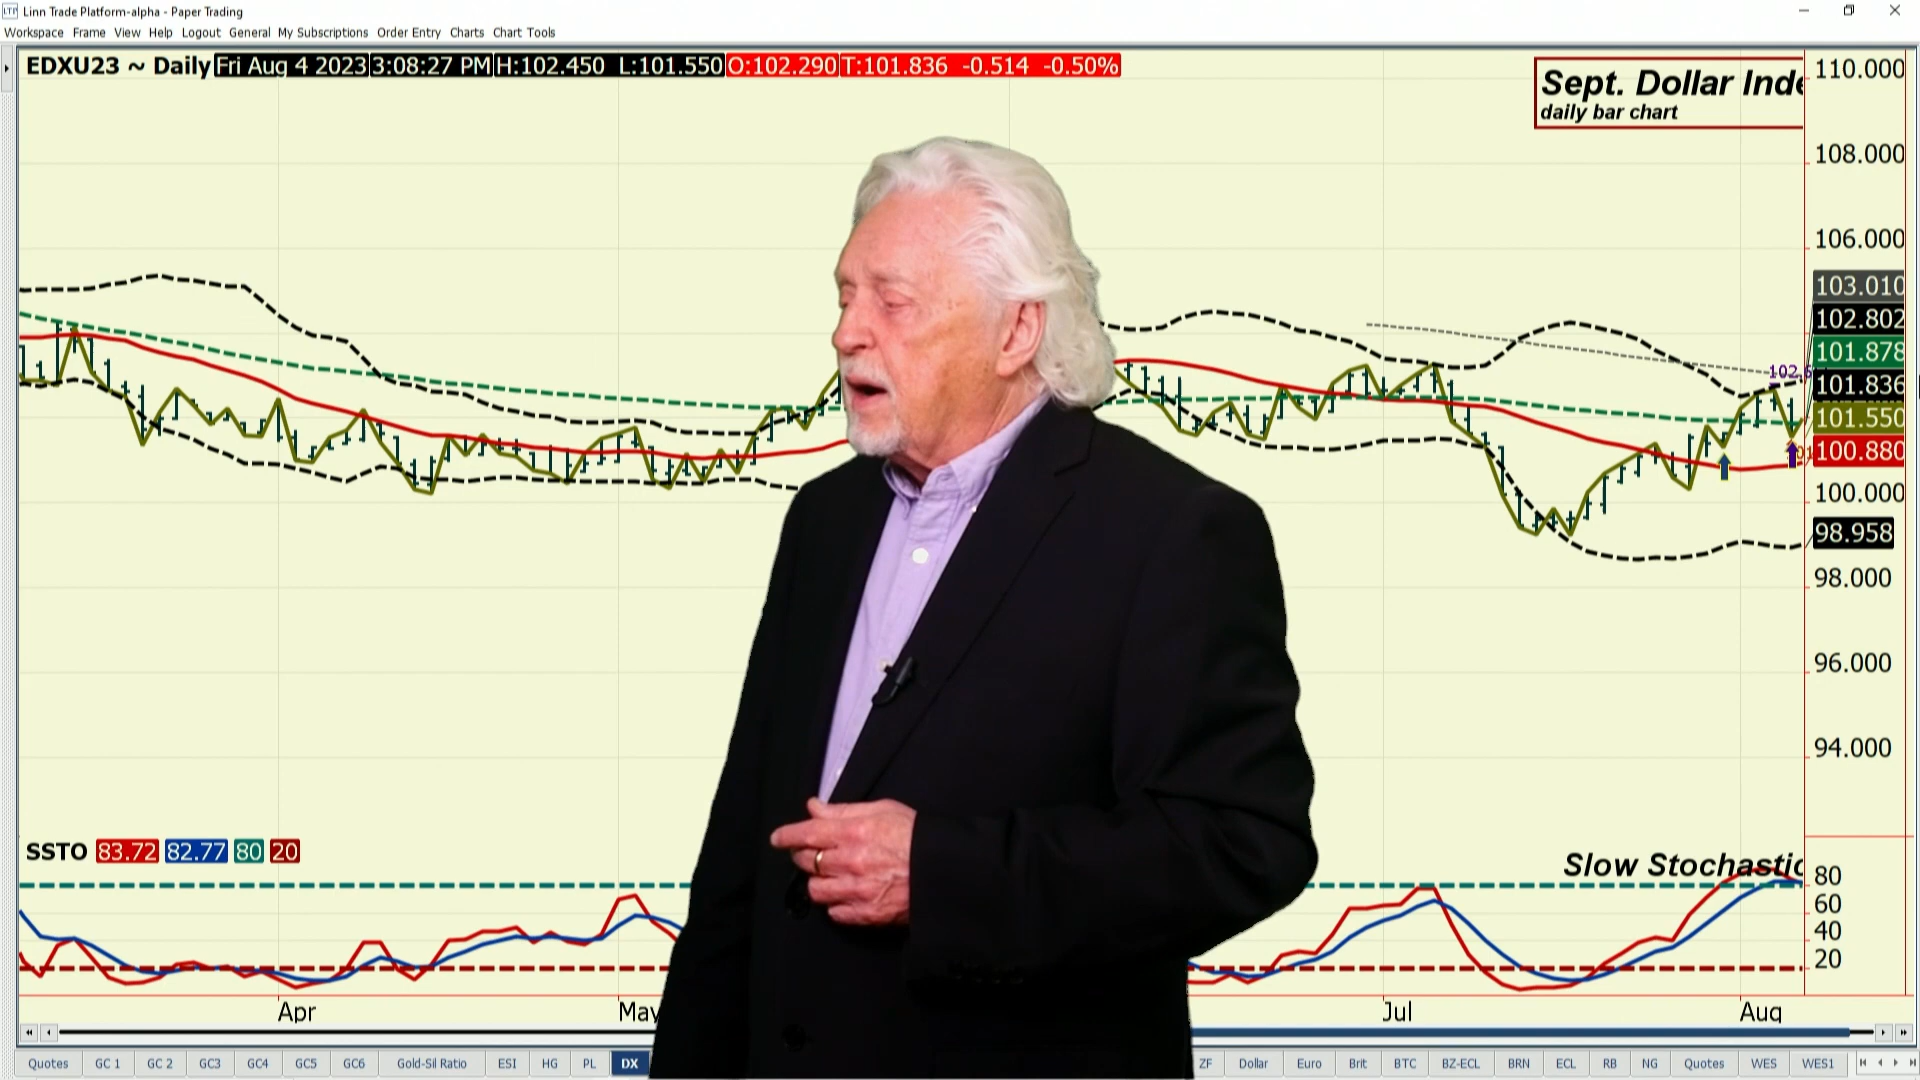 LTP Linn Trade Platform-alpha - Paper Trading
Workspace Frame View Help Logout General My Subscriptions Order Entry Charts Chart Tools
EDXU23 ~ Daily Fri Aug 4 2023 3:08:27 PM H:102.450 L:101.550 O:102.290 T:101.836 -0.514 -0.50%
Sept. Dollar Inde
daily bar chart
110.000
108.000
106.000
103.010
102.802
101.878
101.836
101.550
100.880
100.000
98.958
98.000
96.000
94.000
SSTO 83.72 82.77 80 20
Slow Stochastic
80
60
40
20
Apr May Jul Aug
Quotes GC 1 GC 2 GC3 GC4 GC5 GC6 Gold-Sil Ratio ESI HG PL DX ZF Dollar Euro Brit BTC BZ-ECL BRN ECL RB NG Quotes WES WES1